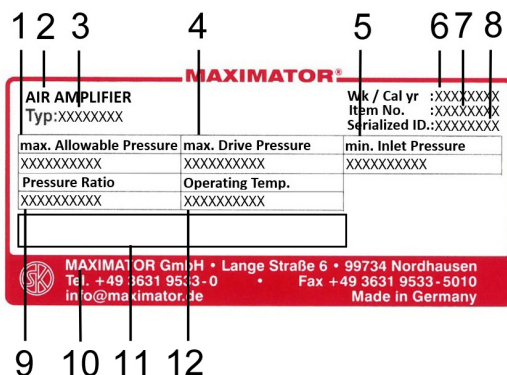 1 2 3 4 5 6 7 8
MAXIMATOR®
AIR AMPLIFIER
Typ:XXXXXXXX
Wk / Cal yr :XXXXXXXX
Item No. :XXXXXXXX
Serialized ID.:XXXXXXXX
max. Allowable Pressure max. Drive Pressure min. Inlet Pressure
XXXXXXXXXX XXXXXXXXXX XXXXXXXXXX
Pressure Ratio Operating Temp.
XXXXXXXXXX XXXXXXXXXX
SK
MAXIMATOR GmbH • Lange Straße 6 • 99734 Nordhausen
Tel. +49 3631 9533-0 • Fax +49 3631 9533-5010
info@maximator.de Made in Germany
9 10 11 12